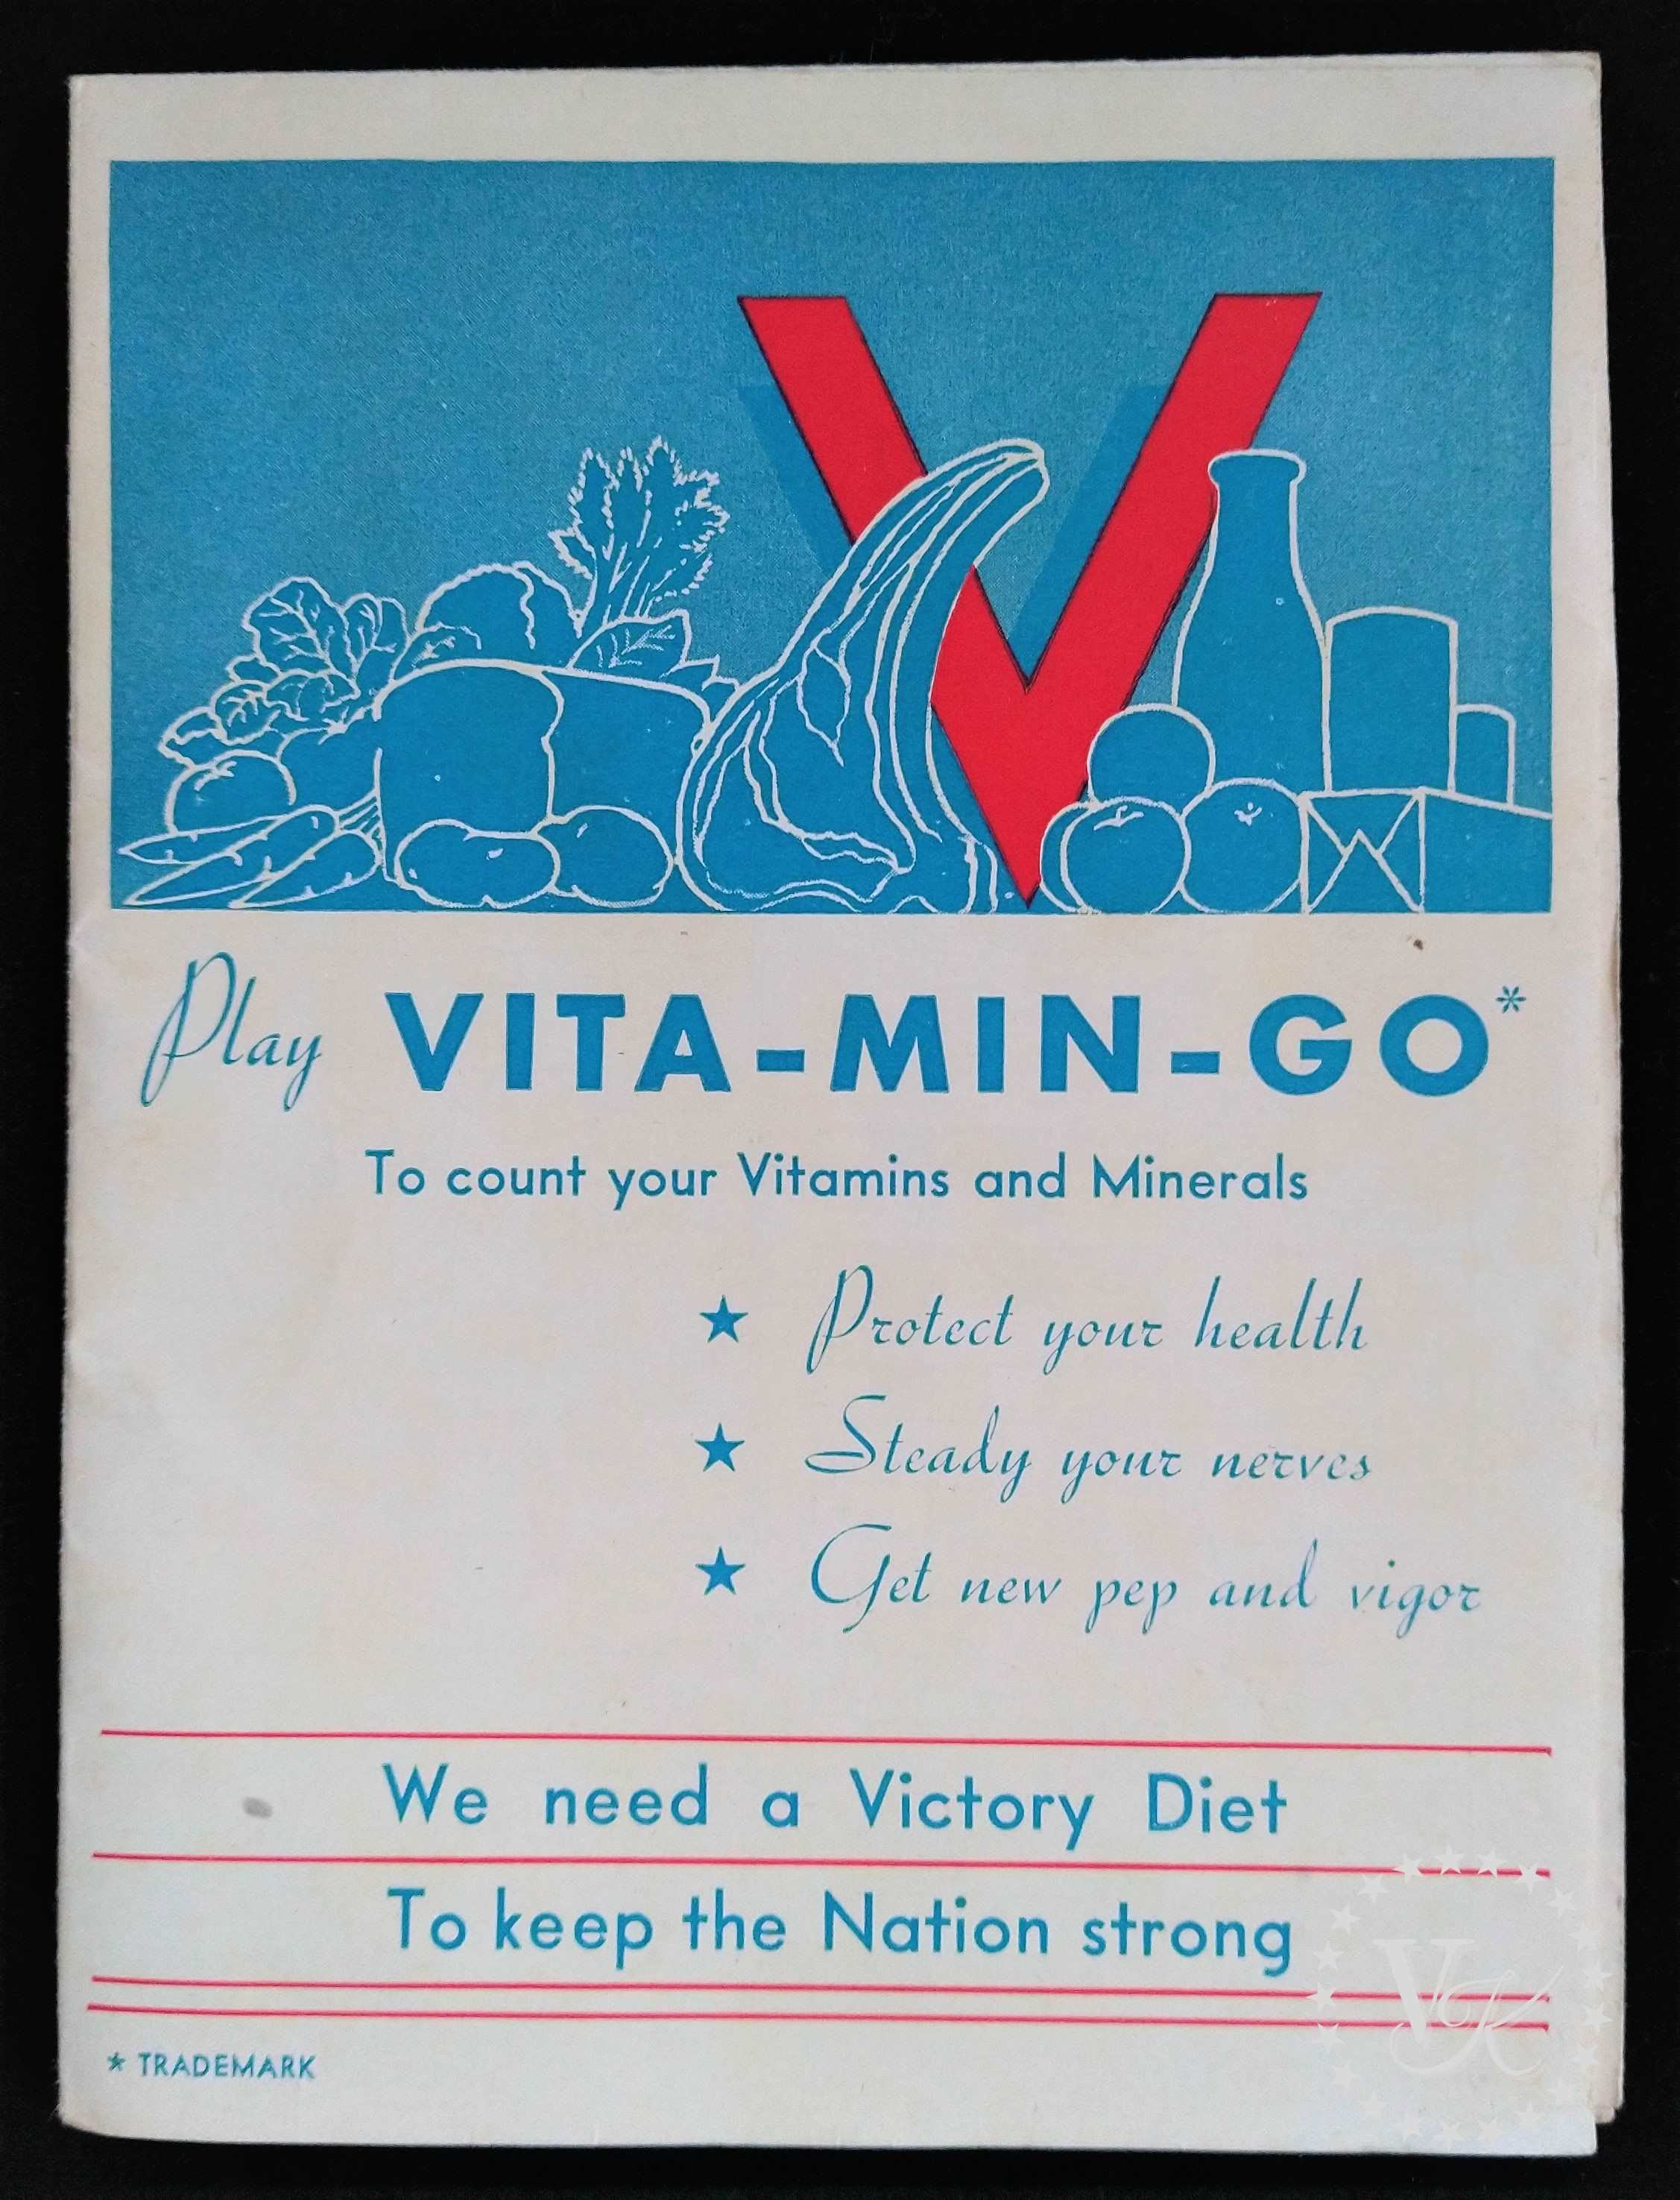 V
Play VITA-MIN-GO*
To count your Vitamins and Minerals
★ Protect your health
★ Steady your nerves
★ Get new pep and vigor
We need a Victory Diet
To keep the Nation strong
VK
* TRADEMARK